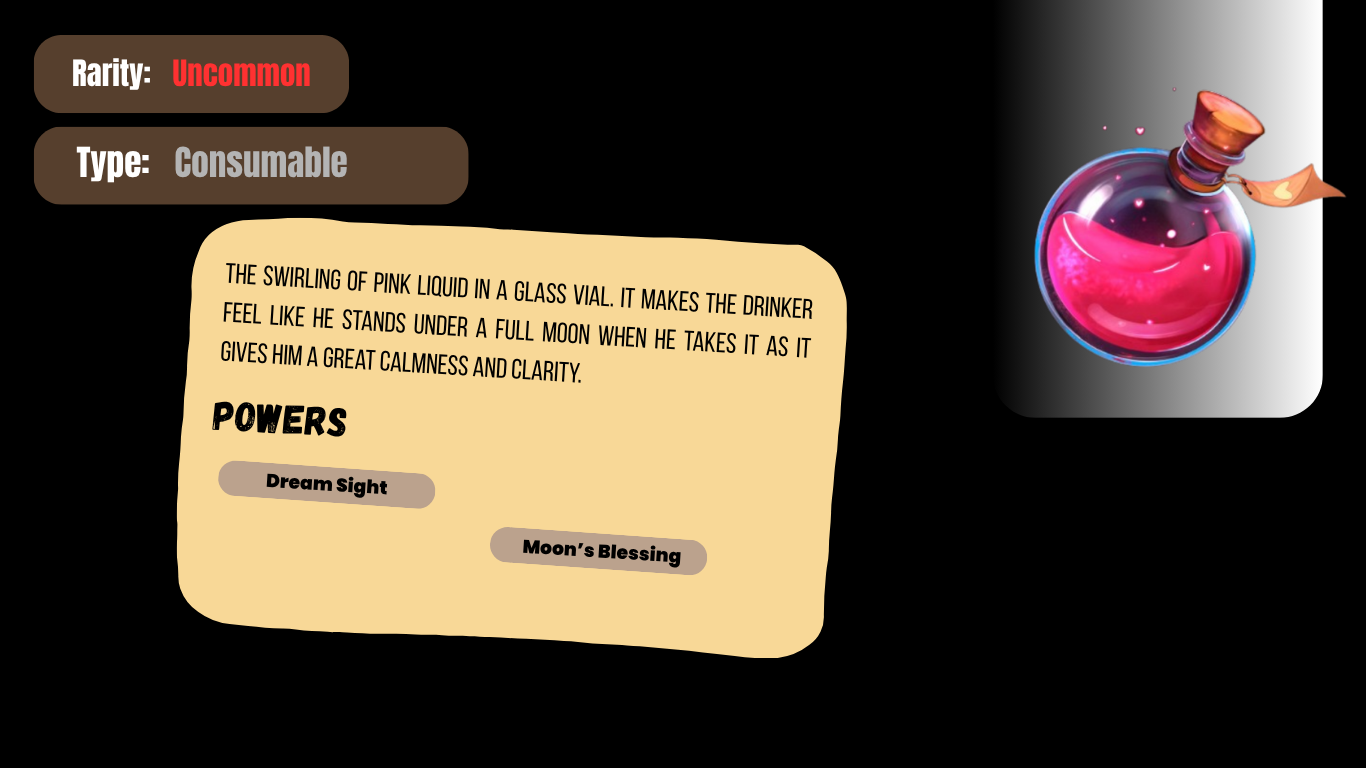 Rarity: Uncommon
Type: Consumable
THE SWIRLING OF PINK LIQUID IN A GLASS VIAL. IT MAKES THE DRINKER
FEEL LIKE HE STANDS UNDER A FULL MOON WHEN HE TAKES IT AS IT
GIVES HIM A GREAT CALMNESS AND CLARITY.
POWERS
Dream Sight
Moon’s Blessing